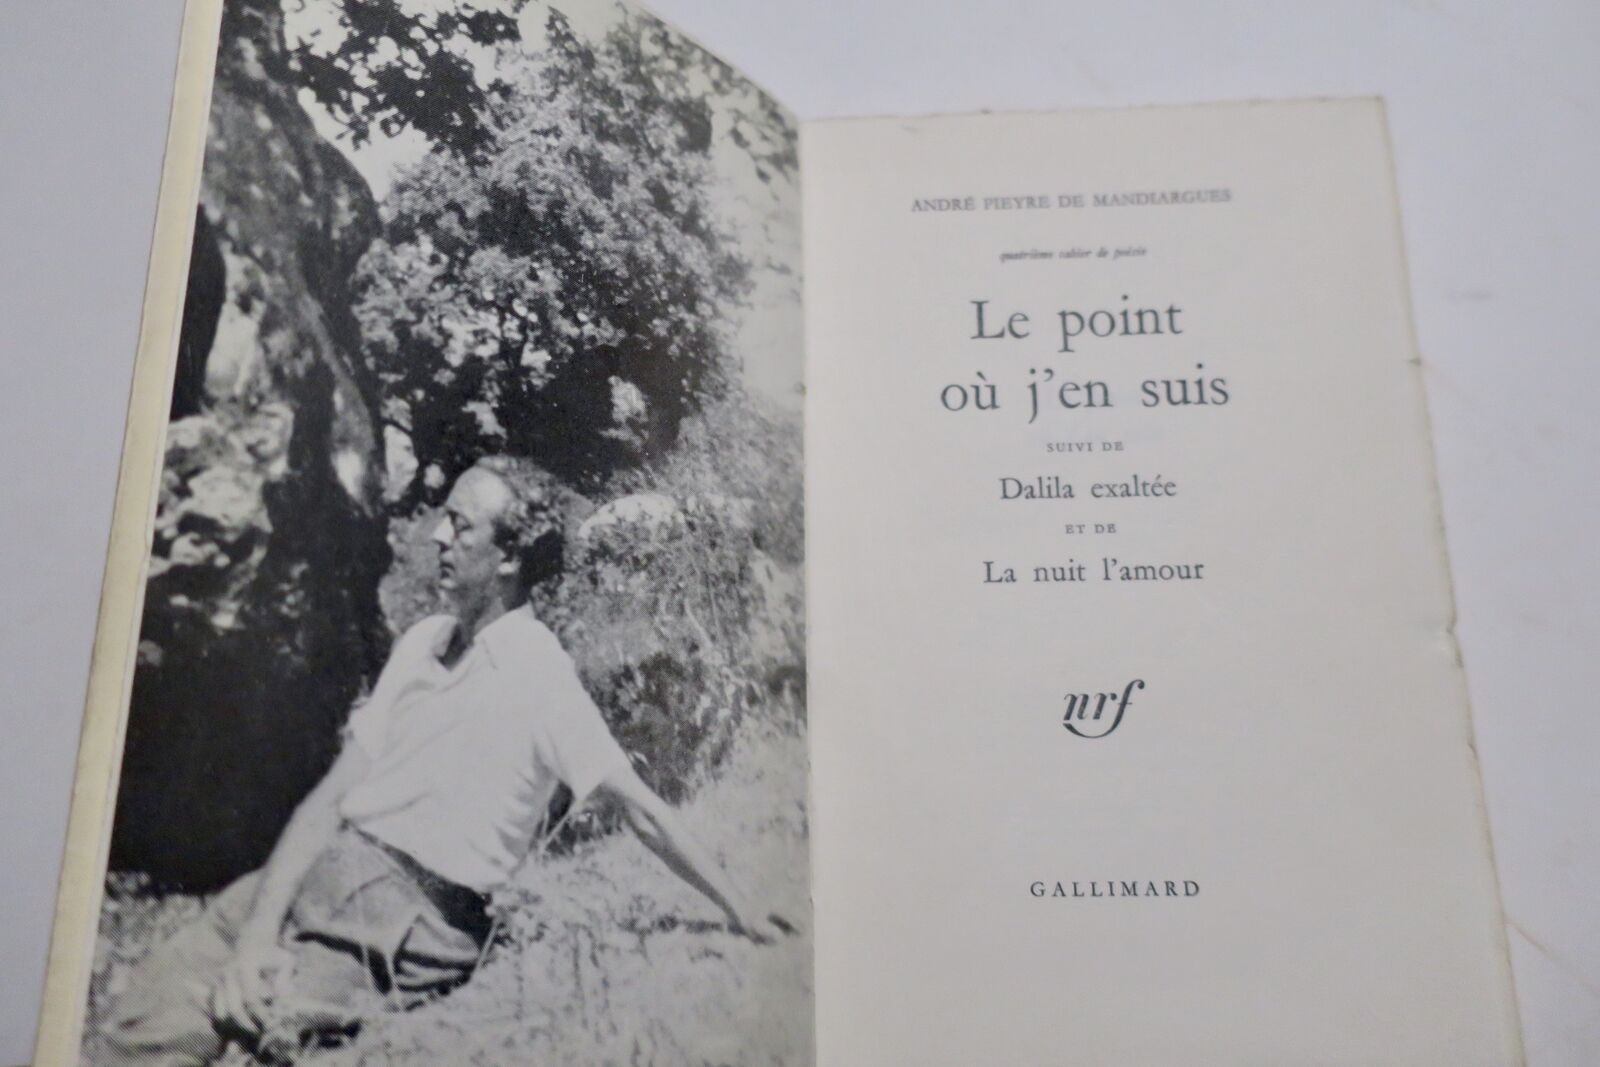 ANDRÉ PIEYRE DE MANDIARGUES
quatrième cahier de poésie
Le point
où j'en suis
SUIVI DE
Dalila exaltée
ET DE
La nuit l'amour
nrf
GALLIMARD